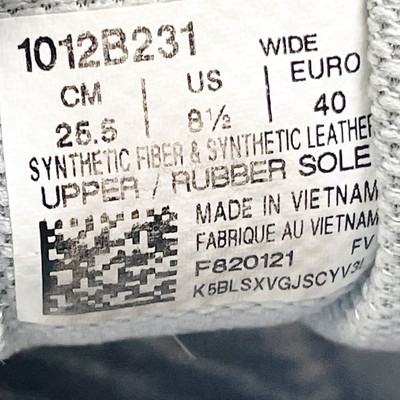 1012B231 WIDE
CM | US | EURO
25.5 | 8½ | 40
SYNTHETIC FIBER & SYNTHETIC LEATHER
UPPER / RUBBER SOLE
MADE IN VIETNAM
FABRIQUE AU VIETNAM
F820121 FV
K5BLSXVGJSCYV3